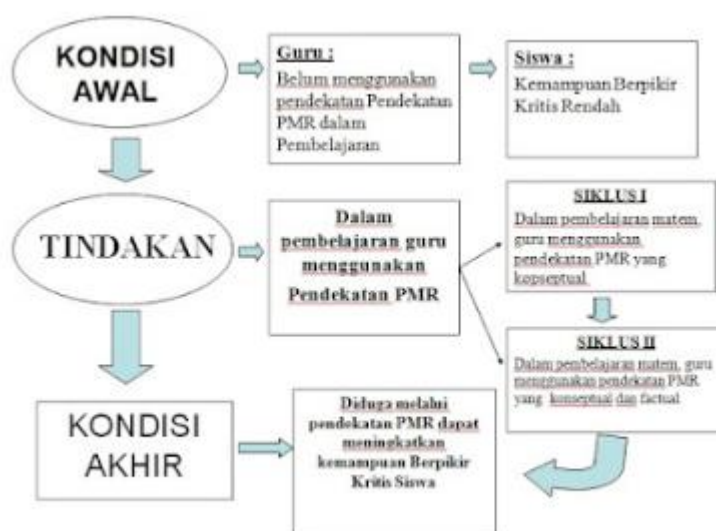 KONDISI
AWAL
Guru :
Belum menggunakan
pendekatan Pendekatan
PMR dalam
Pembelajaran
Siswa :
Kemampuan Berpikir
Kritis Rendah
TINDAKAN
Dalam
pembelajaran guru
menggunakan
Pendekatan PMR
SIKLUS I
Dalam pembelajaran matem,
guru menggunakan
pendekatan PMR yang
kopseptual
SIKLUS II
Dalam pembelajaran matem, guru
menggunakan pendekatan PMR
yang konseptual dan factual
KONDISI
AKHIR
Diduga melalui
pendekatan PMR dapat
meningkatkan
kemampuan Berpikir
Kritis Siswa